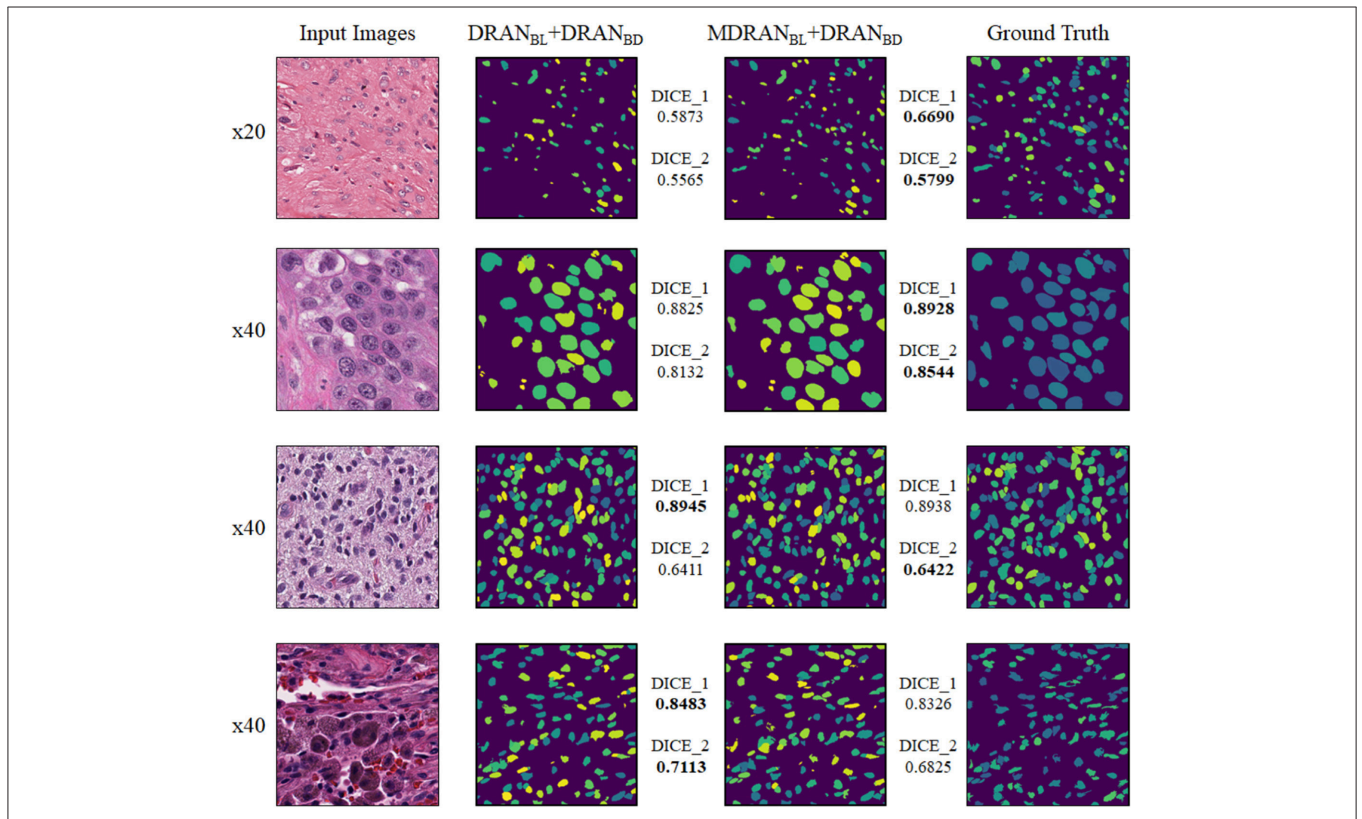 Input Images
DRAN_BL+DRAN_BD
MDRAN_BL+DRAN_BD
Ground Truth
x20
DICE_1
0.5873
DICE_2
0.5565
DICE_1
0.6690
DICE_2
0.5799
x40
DICE_1
0.8825
DICE_2
0.8132
DICE_1
0.8928
DICE_2
0.8544
x40
DICE_1
0.8945
DICE_2
0.6411
DICE_1
0.8938
DICE_2
0.6422
x40
DICE_1
0.8483
DICE_2
0.7113
DICE_1
0.8326
DICE_2
0.6825